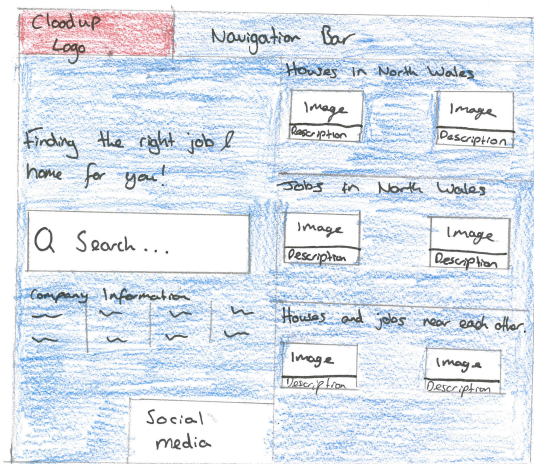 Cloodup
Logo
Navigation Bar
Finding the right job &
home for you!
Search...
Company Information
Social
media
Houses in North Wales
Image
Description
Image
Description
Jobs in North Wales
Image
Description
Image
Description
Houses and jobs near each other.
Image
Description
Image
Description